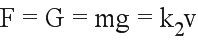 F = G = mg = k₂v